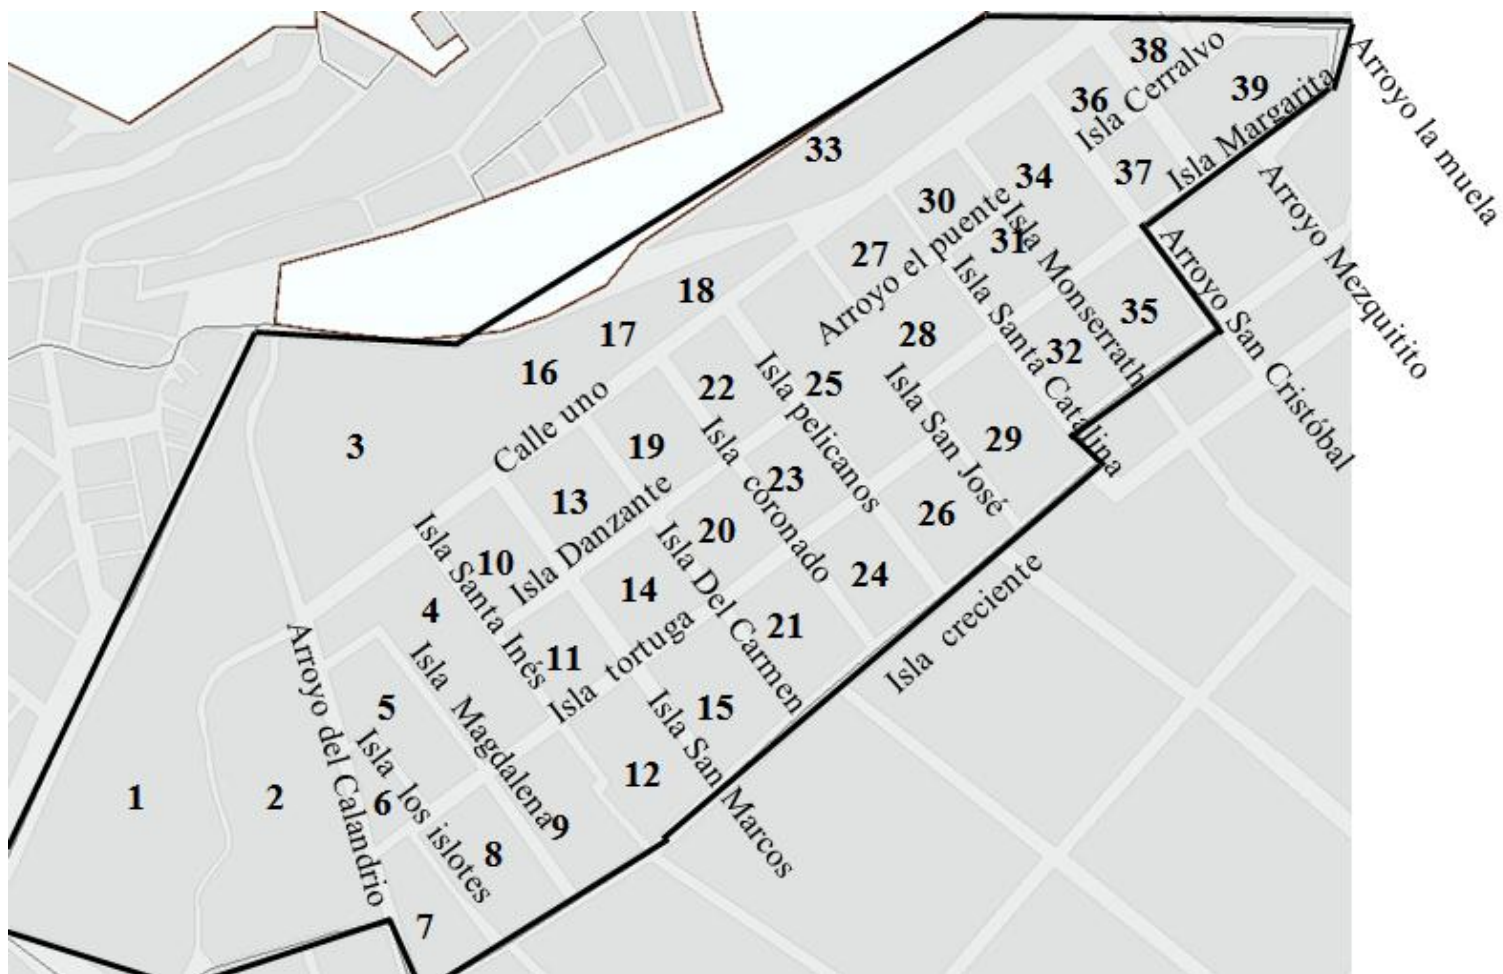 38
Isla Cerralvo
39
36
Isla Margarita
Arroyo la muela
33
34
37
30
Arroyo Mezquitito
27
Arroyo el puente
31
Isla Monserrath
Arroyo San Cristóbal
18
Isla Santa Catalina
35
17
28
32
16
22
Isla pelicanos
25
Isla San José
Calle uno
3
19
Isla coronado
29
13
Isla Danzante
23
26
Isla Santa Inés
10
20
Isla Del Carmen
24
4
14
Isla creciente
11
Isla tortuga
21
Arroyo del Calandrio
Isla Magdalena
5
15
Isla San Marcos
Isla los islotes
12
1
2
6
9
8
7